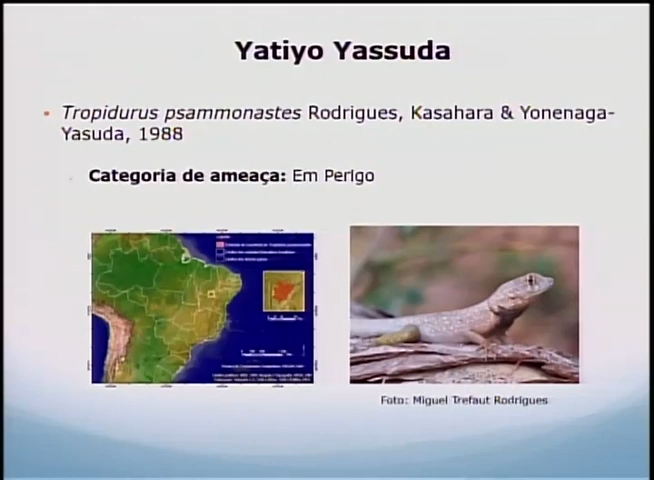 Yatiyo Yassuda
• Tropidurus psammonastes Rodrigues, Kasahara & Yonenaga-
Yasuda, 1988
Categoria de ameaça: Em Perigo
Foto: Miguel Trefaut Rodrigues